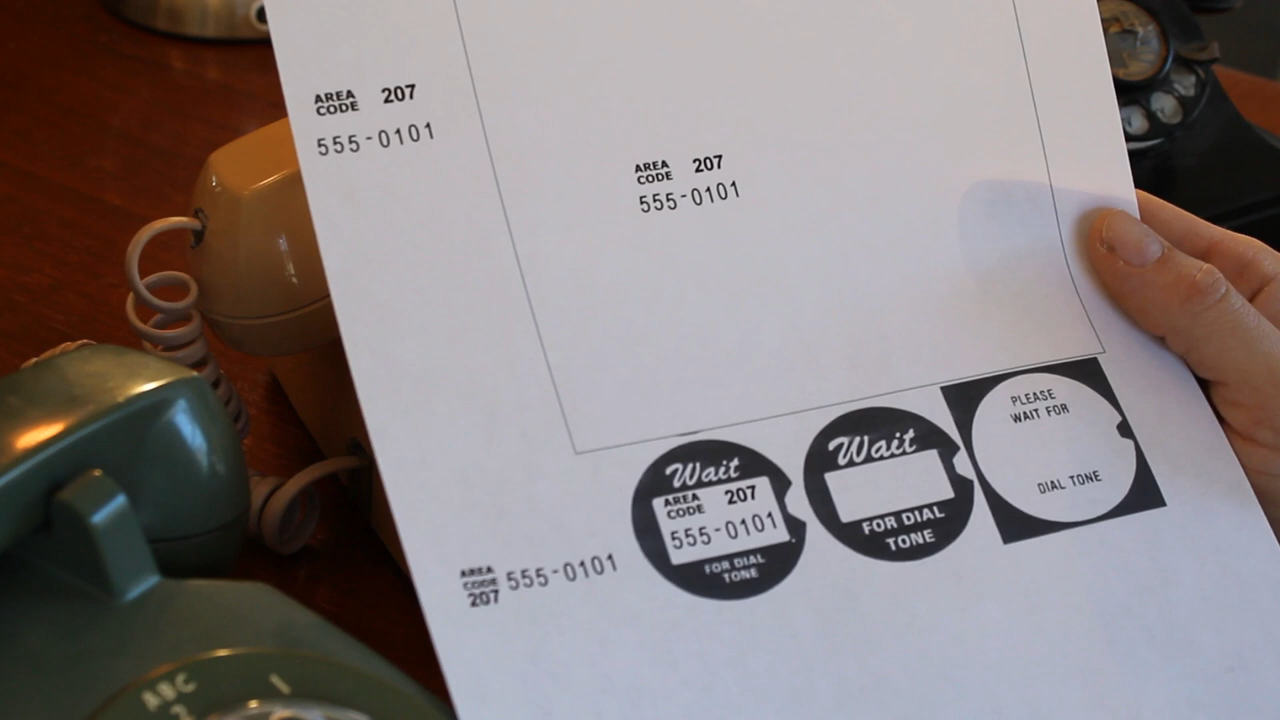 AREA CODE 207
555-0101
AREA CODE 207
555-0101
Wait
AREA CODE 207
555-0101
FOR DIAL
TONE
Wait
FOR DIAL
TONE
PLEASE
WAIT FOR
DIAL TONE
AREA
CODE
207
555-0101
ABC
2
1